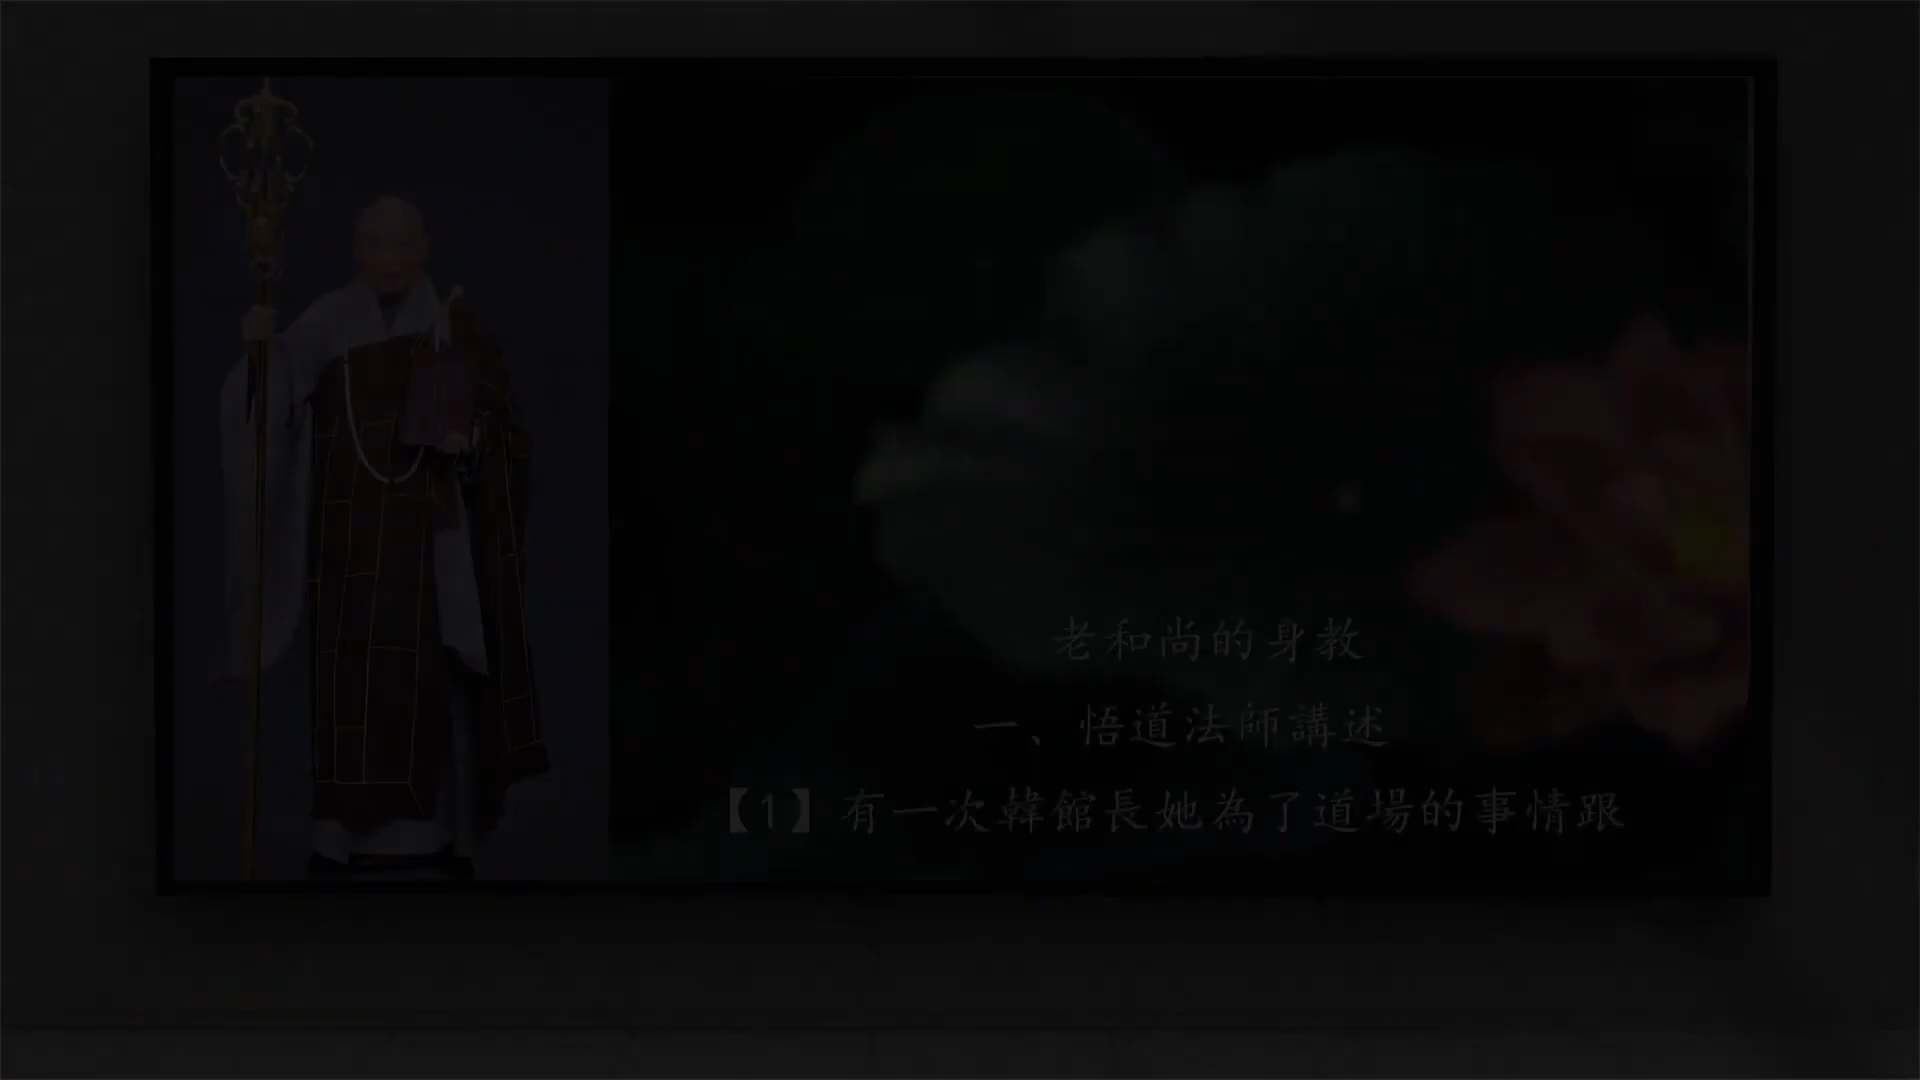 老和尚的身教
一、悟道法師講述
【1】有一次韓館長她為了道場的事情跟